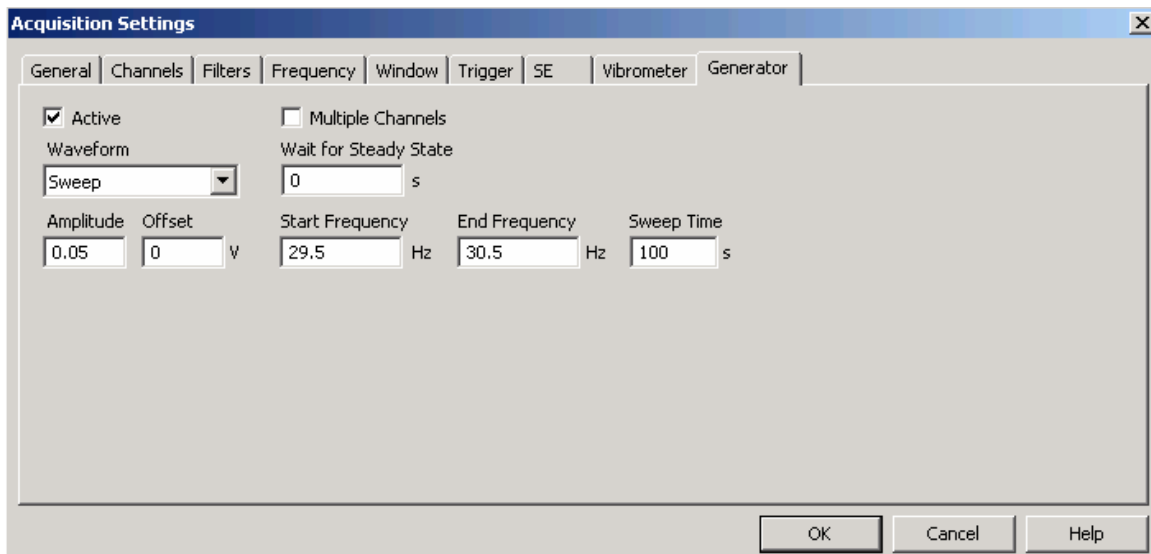 Acquisition Settings
General Channels Filters Frequency Window Trigger SE Vibrometer Generator
Active Multiple Channels
Waveform Wait for Steady State
Sweep 0 s
Amplitude Offset Start Frequency End Frequency Sweep Time
0.05 0 V 29.5 Hz 30.5 Hz 100 s
OK Cancel Help